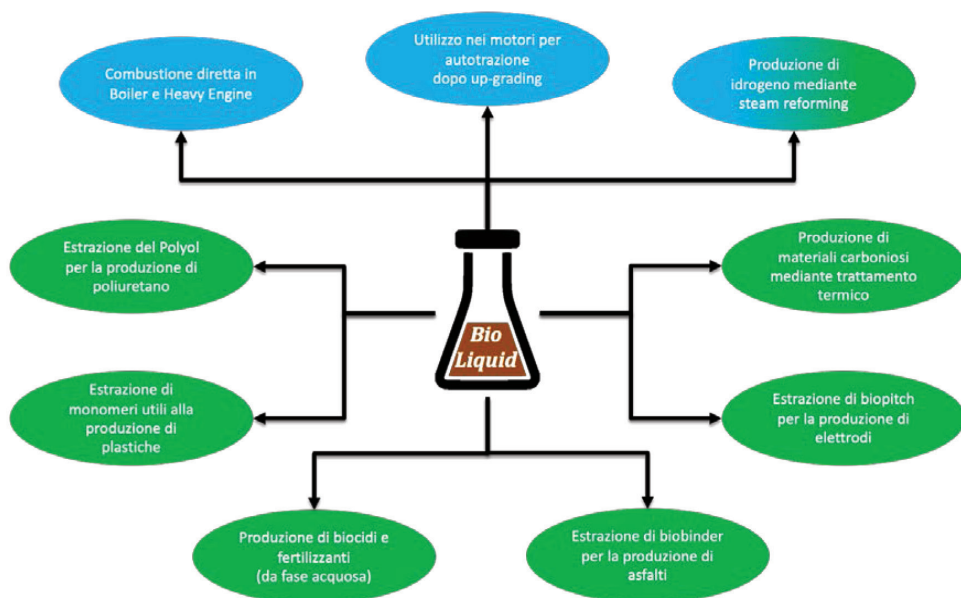 Combustione diretta in
Boiler e Heavy Engine
Utilizzo nei motori per
autotrazione
dopo up-grading
Produzione di
idrogeno mediante
steam reforming
Estrazione del Polyol
per la produzione di
poliuretano
Produzione di
materiali carboniosi
mediante trattamento
termico
Bio
Liquid
Estrazione di
monomeri utili alla
produzione di
plastiche
Estrazione di biopitch
per la produzione di
elettrodi
Produzione di biocidi e
fertilizzanti
(da fase acquosa)
Estrazione di biobinder
per la produzione di
asfalti